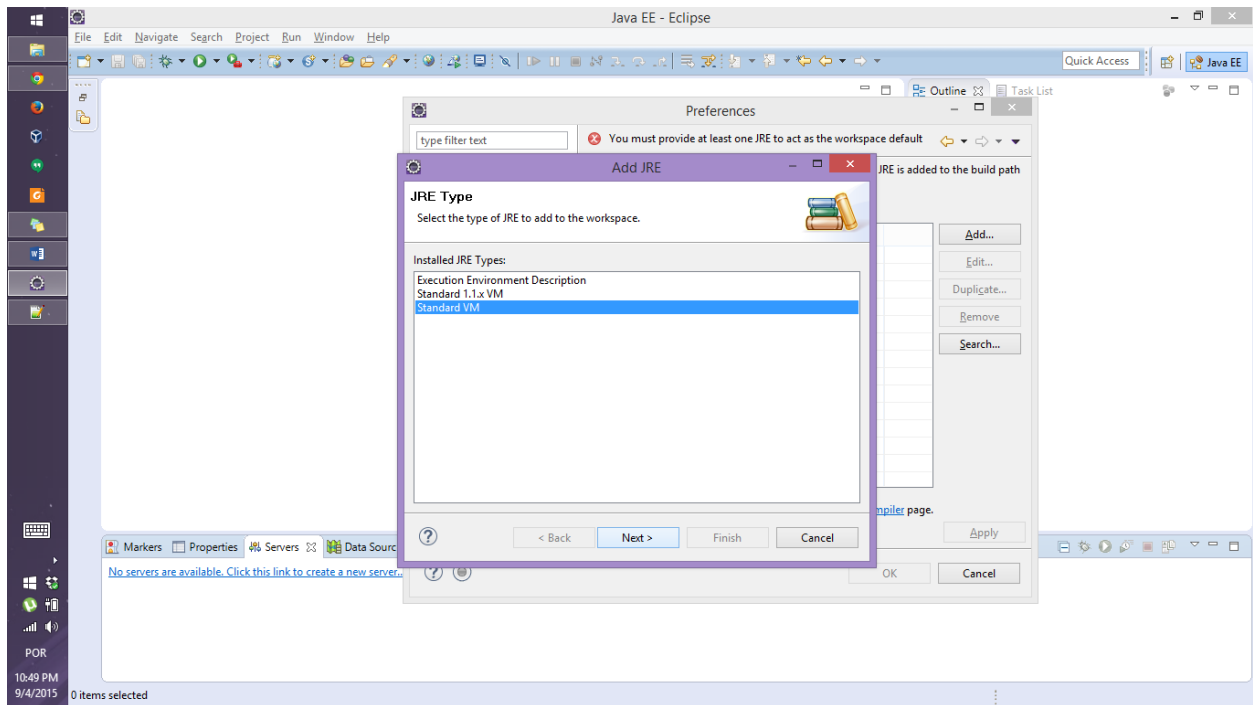 Java EE - Eclipse
File Edit Navigate Search Project Run Window Help
Quick Access
Java EE
Outline
Task List
Preferences
type filter text
You must provide at least one JRE to act as the workspace default
Add JRE
JRE is added to the build path
JRE Type
Select the type of JRE to add to the workspace.
Installed JRE Types:
Execution Environment Description
Standard 1.1.x VM
Standard VM
Add...
Edit...
Duplicate...
Remove
Search...
mpiler page.
< Back
Next >
Finish
Cancel
Apply
OK
Cancel
Markers Properties Servers Data Sourc
No servers are available. Click this link to create a new server..
POR
10:49 PM
9/4/2015
0 items selected